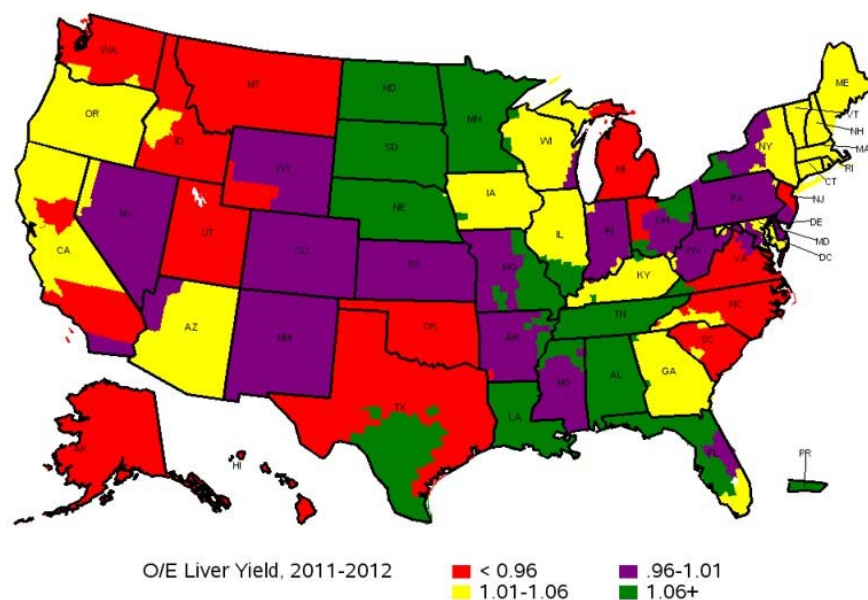 WA
MT
ND
MN
ME
OR
ID
SD
WI
NY
VT
NH
MA
WY
MI
RI
CT
NE
IA
PA
NJ
NV
UT
CO
IL
IN
OH
DE
MD
DC
CA
KS
MO
KY
WV
VA
AZ
NM
OK
AR
TN
NC
SC
TX
LA
MS
AL
GA
FL
AK
HI
PR
O/E Liver Yield, 2011-2012
< 0.96
.96-1.01
1.01-1.06
1.06+